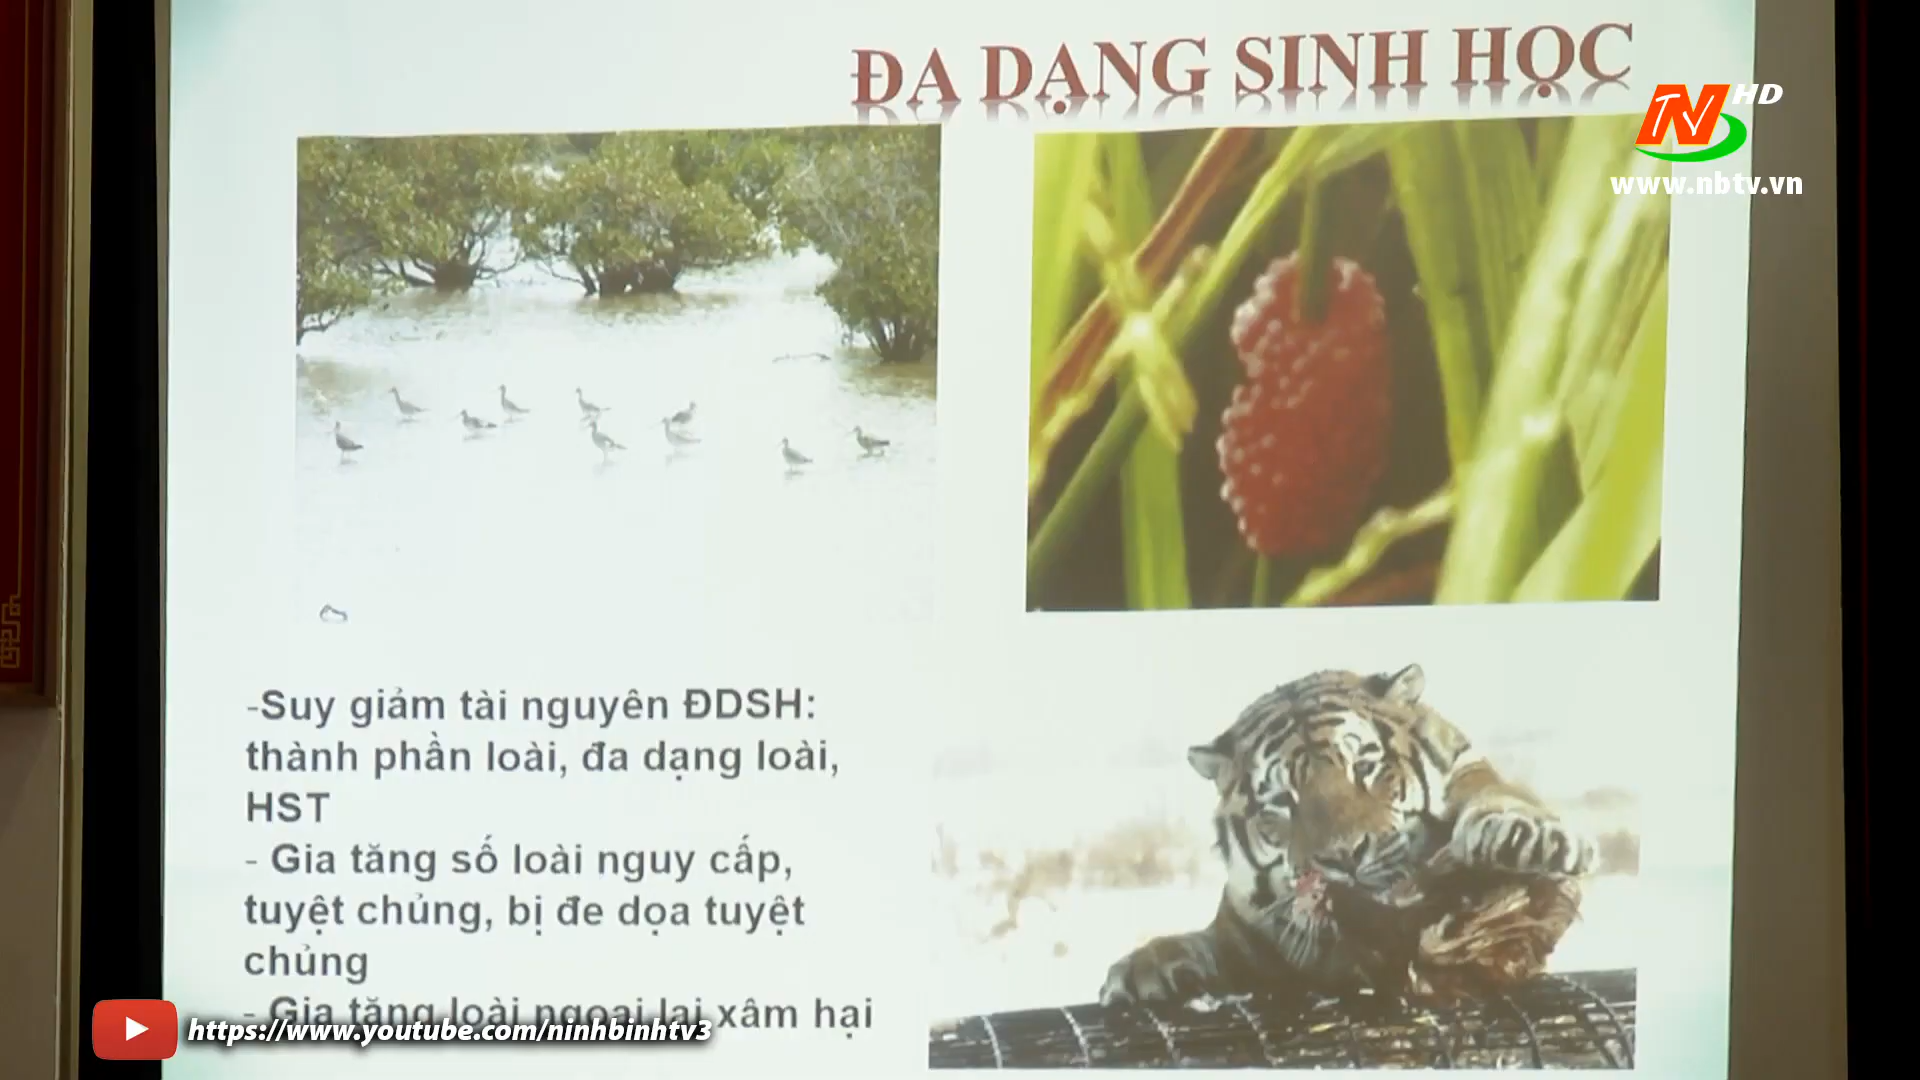 ĐA DẠNG SINH HỌC
NTV HD
www.nbtv.vn
-Suy giảm tài nguyên ĐDSH:
thành phần loài, đa dạng loài,
HST
- Gia tăng số loài nguy cấp,
tuyệt chủng, bị đe dọa tuyệt
chủng
- Gia tăng loài ngoại lai xâm hại
https://www.youtube.com/ninhbinhtv3